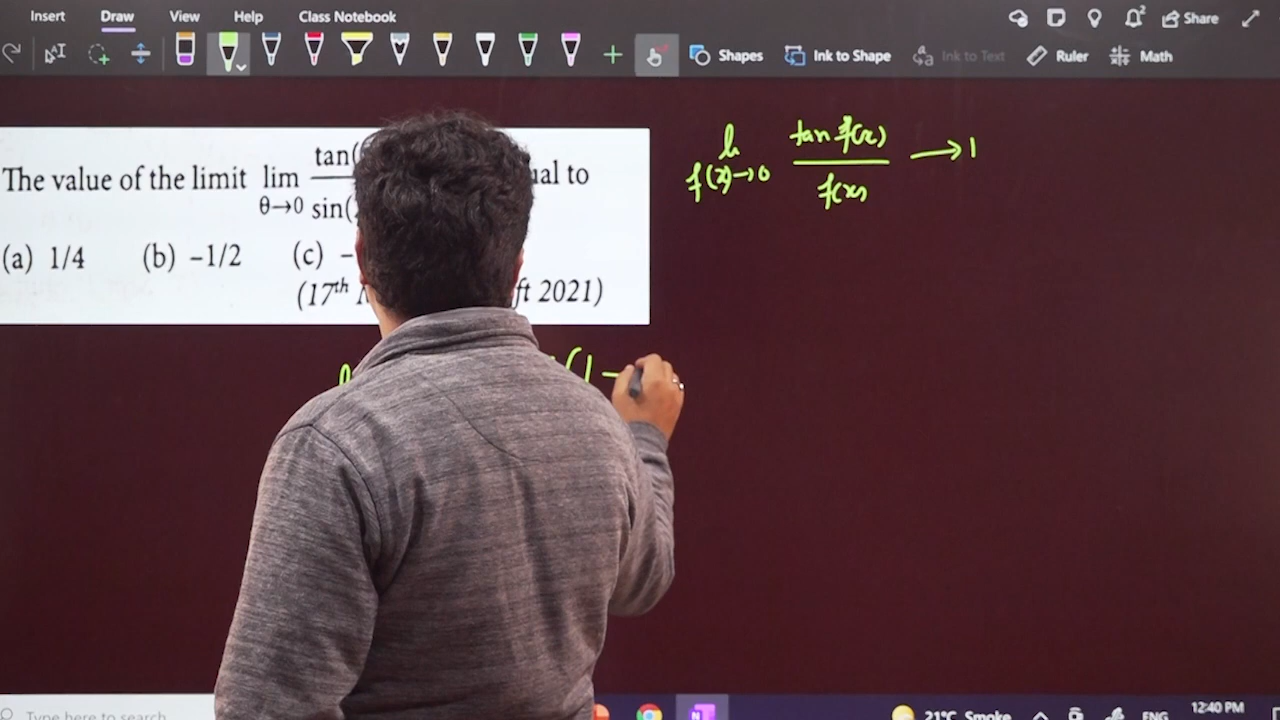 Insert Draw View Help Class Notebook Share
Shapes Ink to Shape Ink to Text Ruler Math
The value of the limit lim tan( ual to
θ→0 sin(
(a) 1/4 (b) –1/2 (c) –
(17th ft 2021)
tan f(x) → 1
f(x)→0 f(x)
(1 –
Type here to search 21°C Smoke ENG 12:40 PM